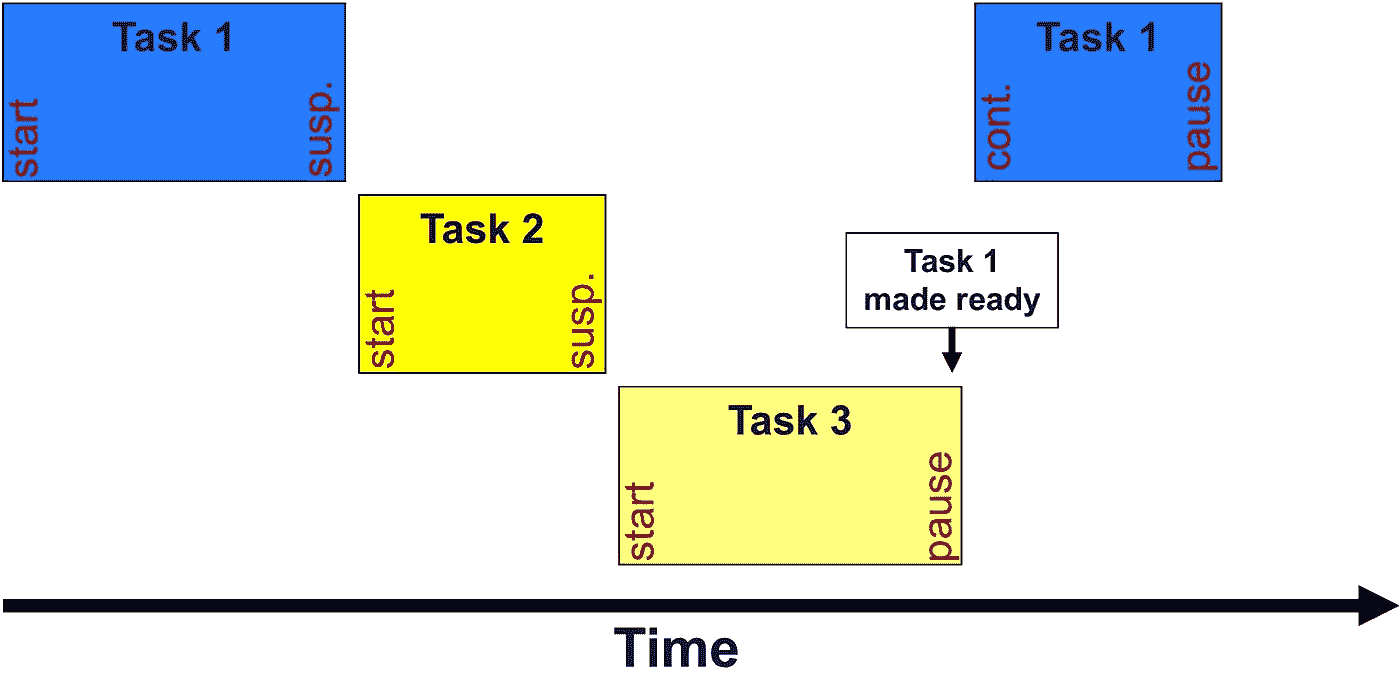 Task 1
start
susp.
Task 1
cont.
pause
Task 2
start
susp.
Task 1
made ready
Task 3
start
pause
Time